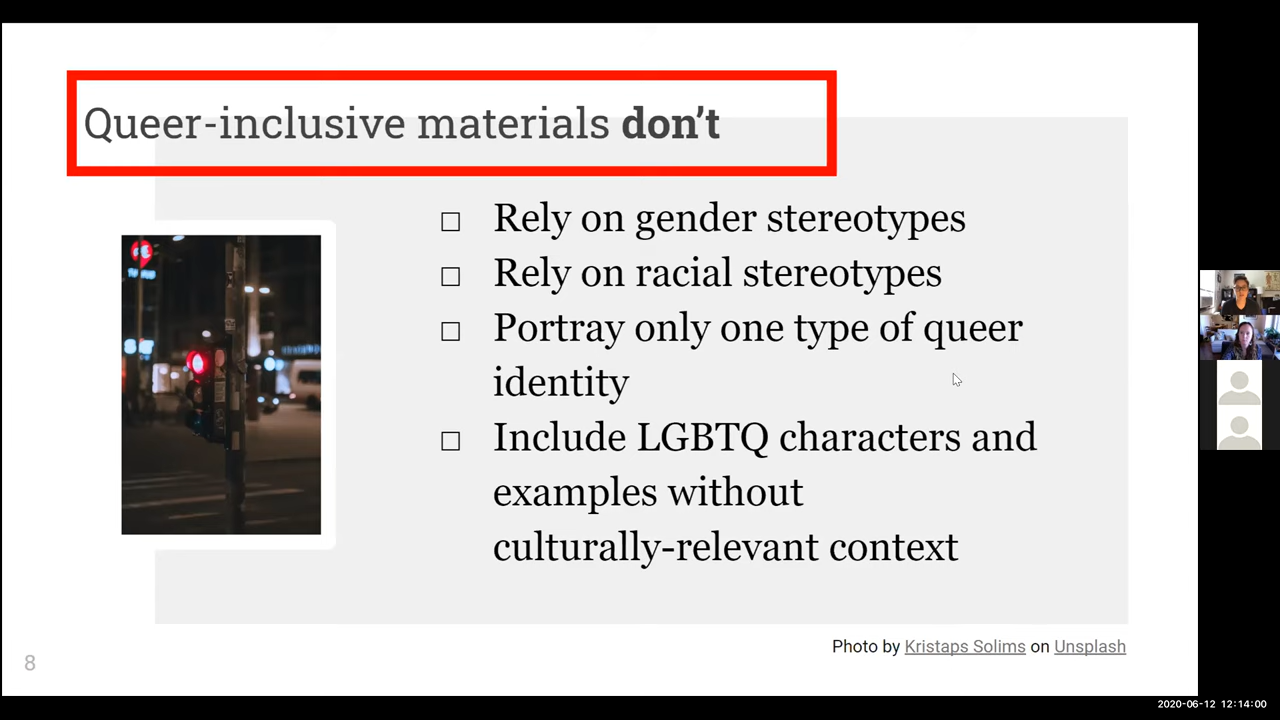 Queer-inclusive materials don't
□ Rely on gender stereotypes
□ Rely on racial stereotypes
□ Portray only one type of queer
identity
□ Include LGBTQ characters and
examples without
culturally-relevant context
Photo by Kristaps Solims on Unsplash
8
2020-06-12 12:14:00